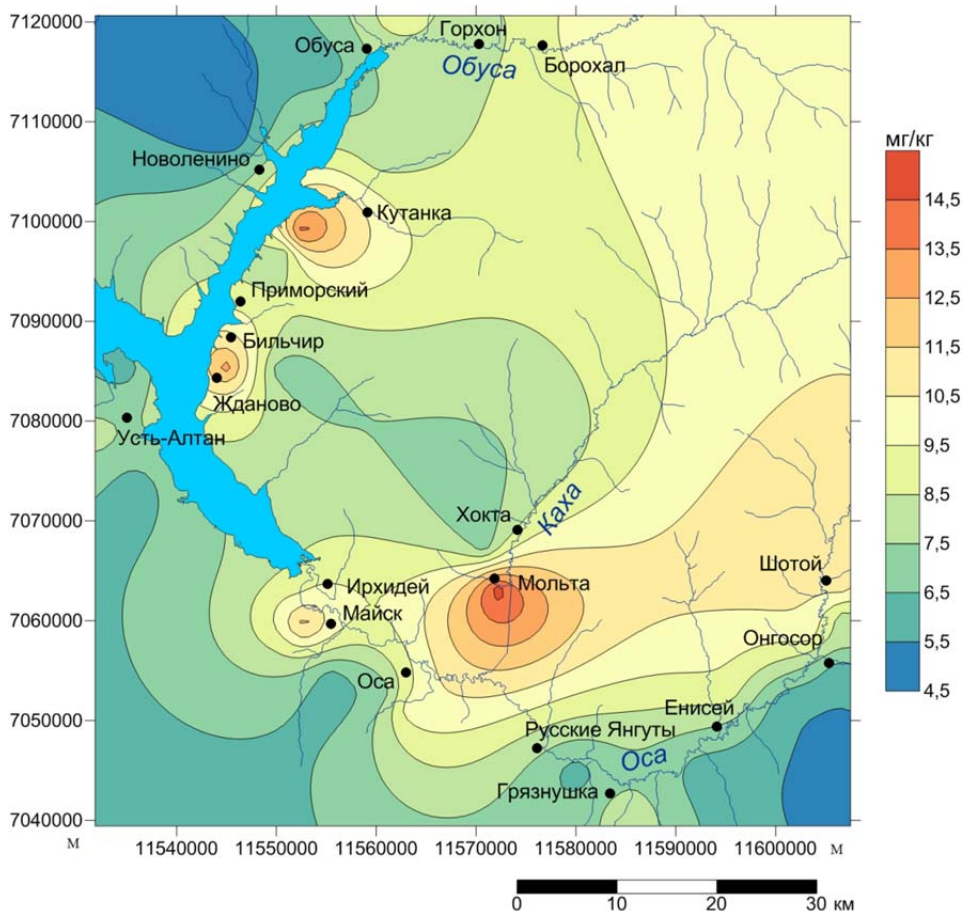 7120000
7110000
7100000
7090000
7080000
7070000
7060000
7050000
7040000
м
11540000 11550000 11560000 11570000 11580000 11590000 11600000 м
Обуса
Горхон
Борохал
Обуса
Новоленино
Кутанка
Приморский
Бильчир
Жданово
Усть-Алтан
Хокта
Каха
Ирхидей
Мольта
Шотой
Майск
Онгосор
Оса
Енисей
Русские Янгуты
Оса
Грязнушка
мг/кг
14,5
13,5
12,5
11,5
10,5
9,5
8,5
7,5
6,5
5,5
4,5
0 10 20 30 км